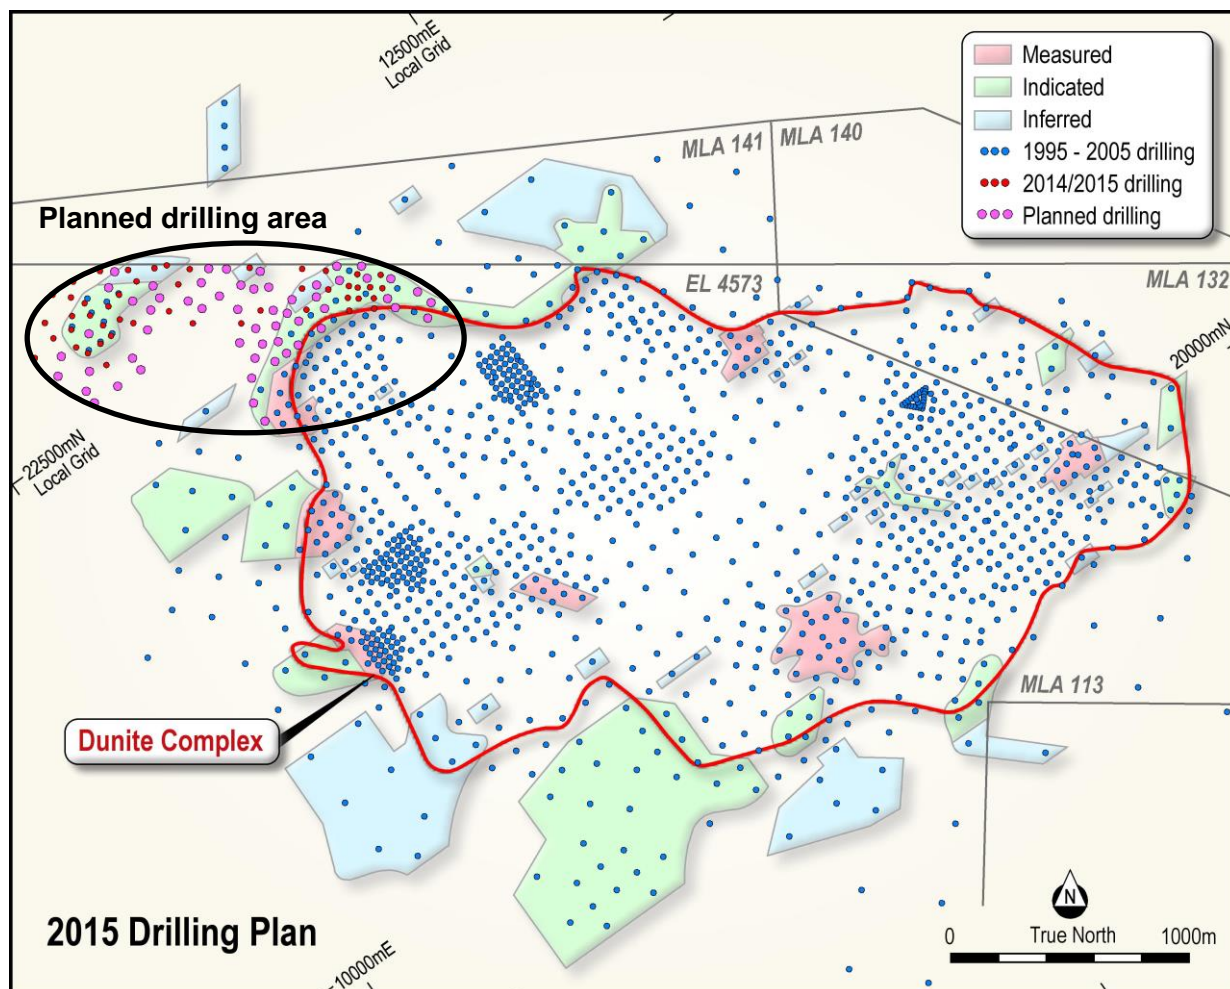 12500mE
Local Grid
Measured
Indicated
Inferred
1995 - 2005 drilling
2014/2015 drilling
Planned drilling
MLA 141
MLA 140
Planned drilling area
EL 4573
MLA 132
20000mN
22500mN
Local Grid
MLA 113
Dunite Complex
2015 Drilling Plan
10000mE
N
True North
0
1000m